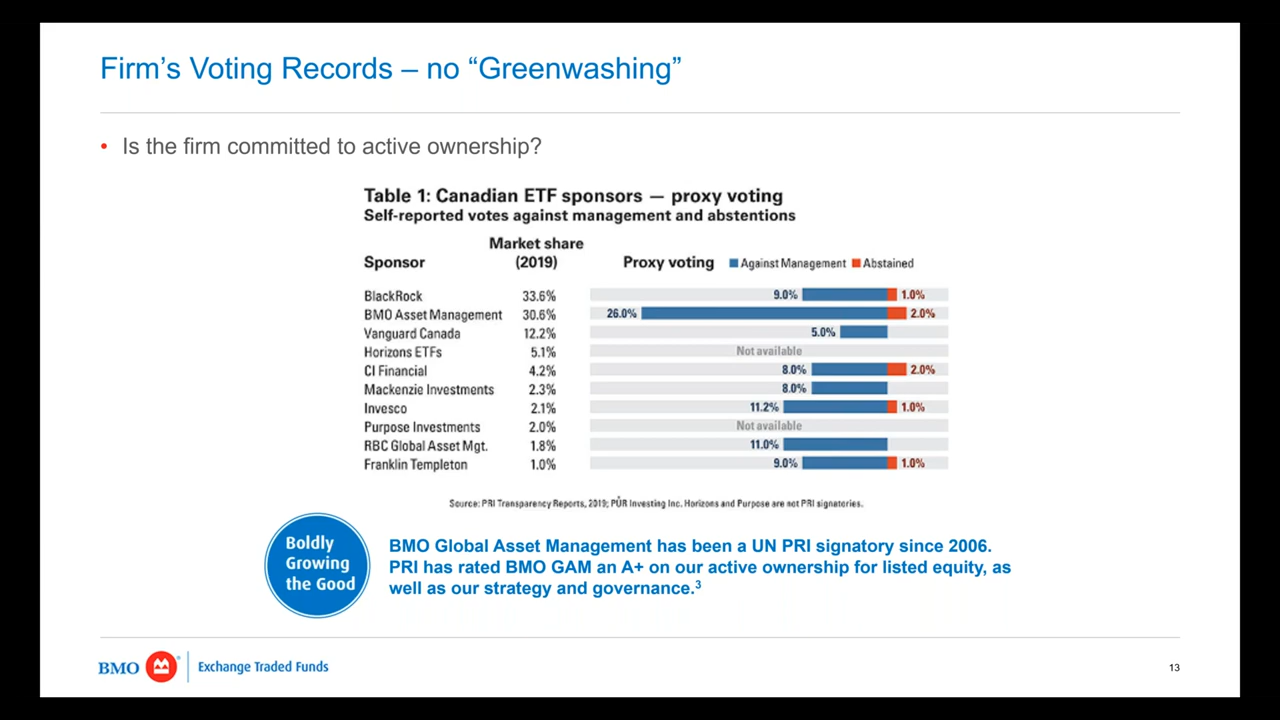 Firm's Voting Records – no “Greenwashing”
• Is the firm committed to active ownership?
Table 1: Canadian ETF sponsors — proxy voting
Self-reported votes against management and abstentions
Sponsor Market share (2019) Proxy voting Against Management Abstained
BlackRock 33.6% 9.0% 1.0%
BMO Asset Management 30.6% 26.0% 2.0%
Vanguard Canada 12.2% 5.0%
Horizons ETFs 5.1% Not available
CI Financial 4.2% 8.0% 2.0%
Mackenzie Investments 2.3% 8.0%
Invesco 2.1% 11.2% 1.0%
Purpose Investments 2.0% Not available
RBC Global Asset Mgt. 1.8% 11.0%
Franklin Templeton 1.0% 9.0% 1.0%
Source: PRI Transparency Reports, 2019; PŮR Investing Inc. Horizons and Purpose are not PRI signatories.
Boldly
Growing
the Good
BMO Global Asset Management has been a UN PRI signatory since 2006.
PRI has rated BMO GAM an A+ on our active ownership for listed equity, as
well as our strategy and governance.³
BMO Exchange Traded Funds
13